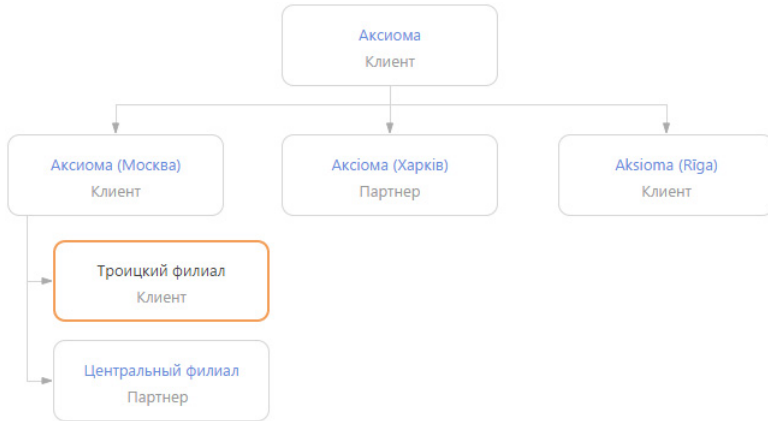 Аксиома
Клиент
Аксиома (Москва)
Клиент
Аксіома (Харків)
Партнер
Aksioma (Rīga)
Клиент
Троицкий филиал
Клиент
Центральный филиал
Партнер